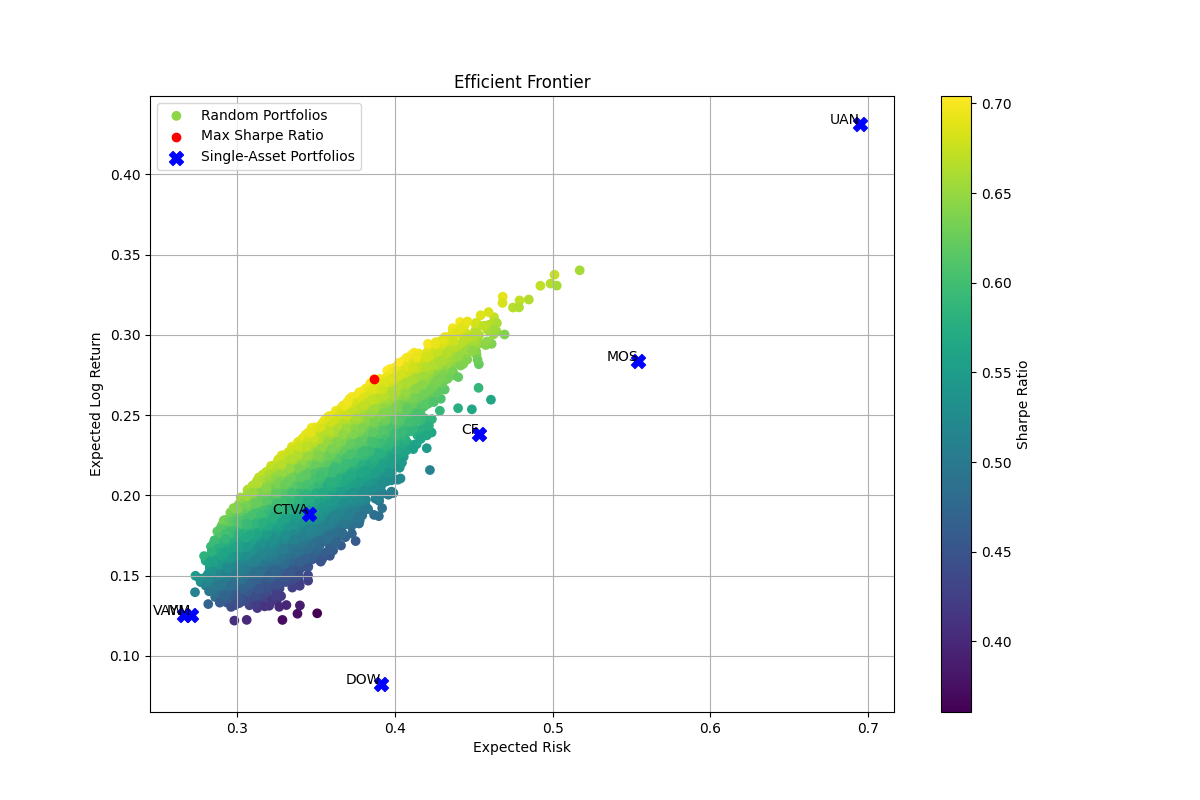 Efficient Frontier
Random Portfolios
Max Sharpe Ratio
Single-Asset Portfolios
UAN
MOS
CF
CTVA
DOW
0.40
0.35
0.30
0.25
0.20
0.15
0.10
Expected Log Return
0.3 0.4 0.5 0.6 0.7
Expected Risk
0.70
0.65
0.60
0.55
0.50
0.45
0.40
Sharpe Ratio